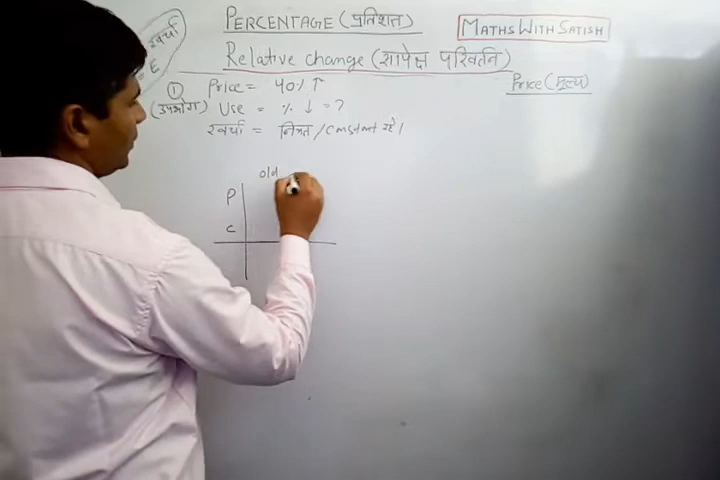 PERCENTAGE (प्रतिशत)
MATHS WITH SATISH
Relative change (सापेक्ष परिवर्तन)
खर्चा
= E
Price (मूल्य)
① Price = 40% ↑
(उपभोग) Use = % ↓ = ?
खर्चा = नियत / constant रहे।
old
P
C